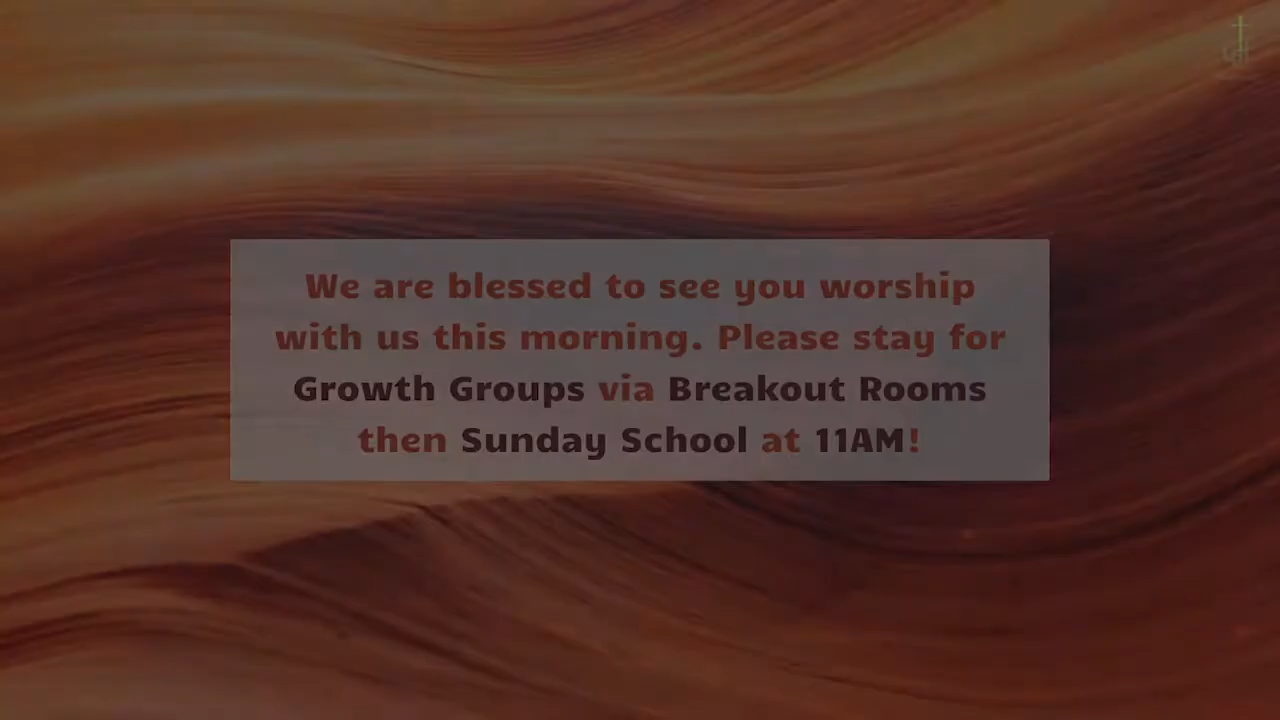 We are blessed to see you worship
with us this morning. Please stay for
Growth Groups via Breakout Rooms
then Sunday School at 11AM!